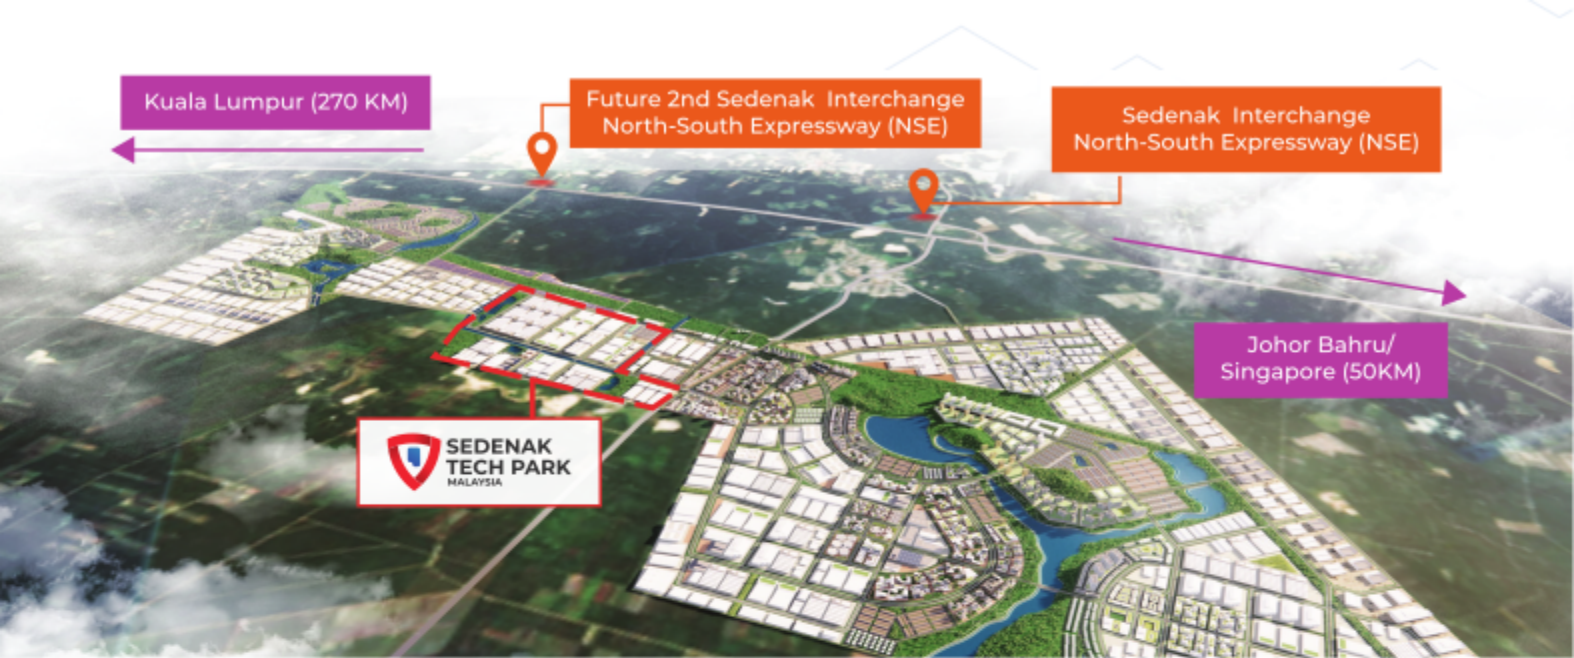 Kuala Lumpur (270 KM)
Future 2nd Sedenak Interchange
North-South Expressway (NSE)
Sedenak Interchange
North-South Expressway (NSE)
Johor Bahru/
Singapore (50KM)
SEDENAK
TECH PARK
MALAYSIA